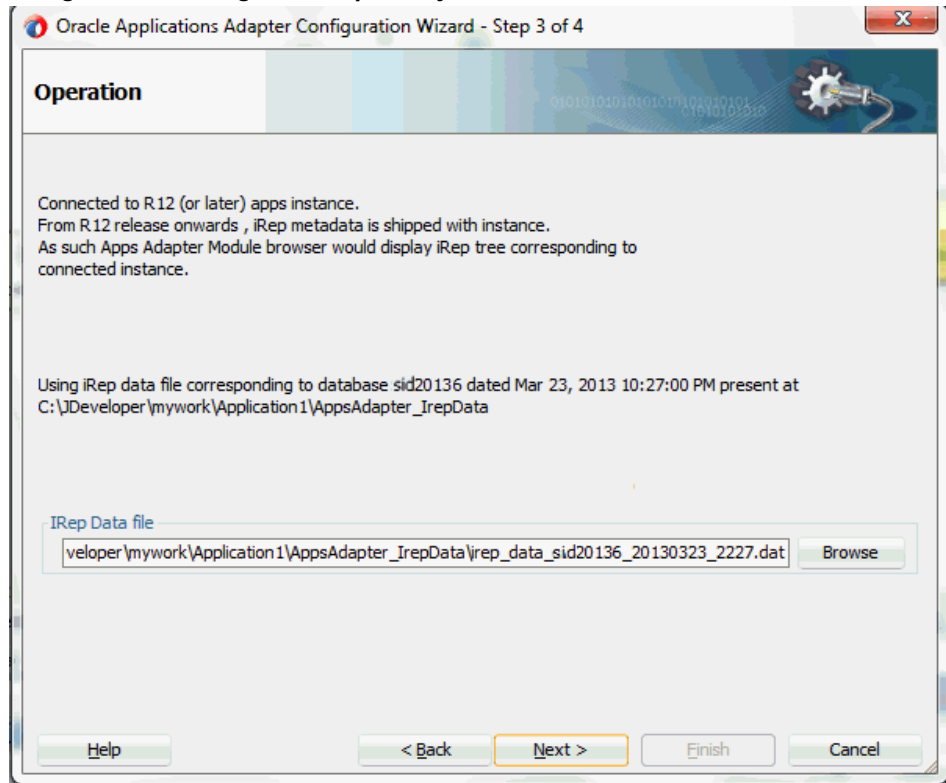 Oracle Applications Adapter Configuration Wizard - Step 3 of 4
x
Operation
Connected to R12 (or later) apps instance.
From R12 release onwards , iRep metadata is shipped with instance.
As such Apps Adapter Module browser would display iRep tree corresponding to
connected instance.
Using iRep data file corresponding to database sid20136 dated Mar 23, 2013 10:27:00 PM present at
C:\JDeveloper\mywork\Application1\AppsAdapter_IrepData
IRep Data file
veloper\mywork\Application1\AppsAdapter_IrepData\irep_data_sid20136_20130323_2227.dat Browse
Help < Back Next > Finish Cancel